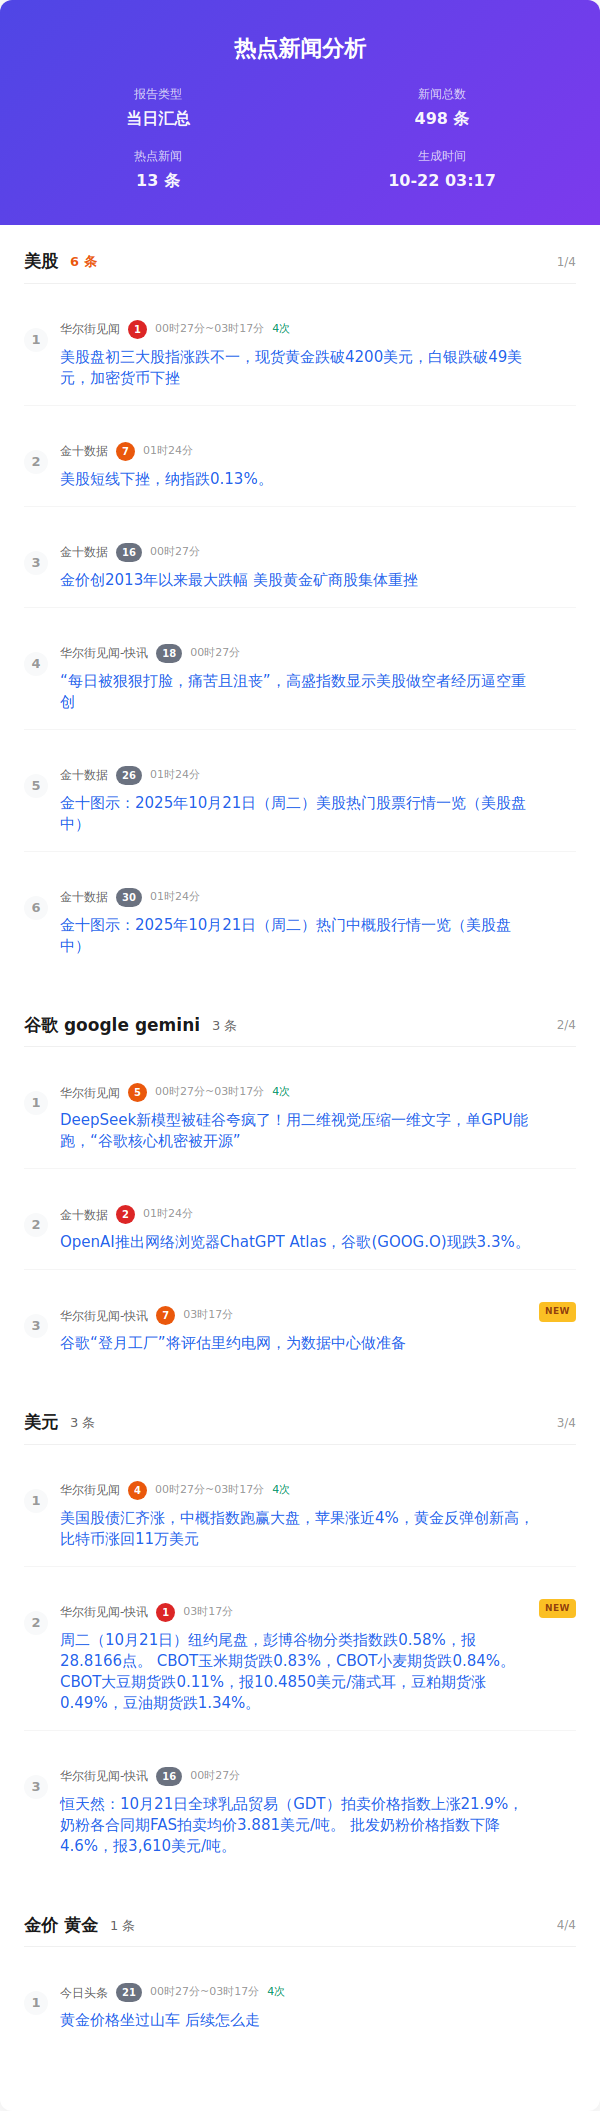 热点新闻分析
报告类型
当日汇总
新闻总数
498 条
热点新闻
13 条
生成时间
10-22 03:17
美股 6 条 1/4
1
华尔街见闻 1 00时27分~03时17分 4次
美股盘初三大股指涨跌不一，现货黄金跌破4200美元，白银跌破49美
元，加密货币下挫
2
金十数据 7 01时24分
美股短线下挫，纳指跌0.13%。
3
金十数据 16 00时27分
金价创2013年以来最大跌幅 美股黄金矿商股集体重挫
4
华尔街见闻-快讯 18 00时27分
“每日被狠狠打脸，痛苦且沮丧”，高盛指数显示美股做空者经历逼空重
创
5
金十数据 26 01时24分
金十图示：2025年10月21日（周二）美股热门股票行情一览（美股盘
中）
6
金十数据 30 01时24分
金十图示：2025年10月21日（周二）热门中概股行情一览（美股盘
中）
谷歌 google gemini 3 条 2/4
1
华尔街见闻 5 00时27分~03时17分 4次
DeepSeek新模型被硅谷夸疯了！用二维视觉压缩一维文字，单GPU能
跑，“谷歌核心机密被开源”
2
金十数据 2 01时24分
OpenAI推出网络浏览器ChatGPT Atlas，谷歌(GOOG.O)现跌3.3%。
3
华尔街见闻-快讯 7 03时17分 NEW
谷歌“登月工厂”将评估里约电网，为数据中心做准备
美元 3 条 3/4
1
华尔街见闻 4 00时27分~03时17分 4次
美国股债汇齐涨，中概指数跑赢大盘，苹果涨近4%，黄金反弹创新高，
比特币涨回11万美元
2
华尔街见闻-快讯 1 03时17分 NEW
周二（10月21日）纽约尾盘，彭博谷物分类指数跌0.58%，报
28.8166点。 CBOT玉米期货跌0.83%，CBOT小麦期货跌0.84%。
CBOT大豆期货跌0.11%，报10.4850美元/蒲式耳，豆粕期货涨
0.49%，豆油期货跌1.34%。
3
华尔街见闻-快讯 16 00时27分
恒天然：10月21日全球乳品贸易（GDT）拍卖价格指数上涨21.9%，
奶粉各合同期FAS拍卖均价3.881美元/吨。 批发奶粉价格指数下降
4.6%，报3,610美元/吨。
金价 黄金 1 条 4/4
1
今日头条 21 00时27分~03时17分 4次
黄金价格坐过山车 后续怎么走